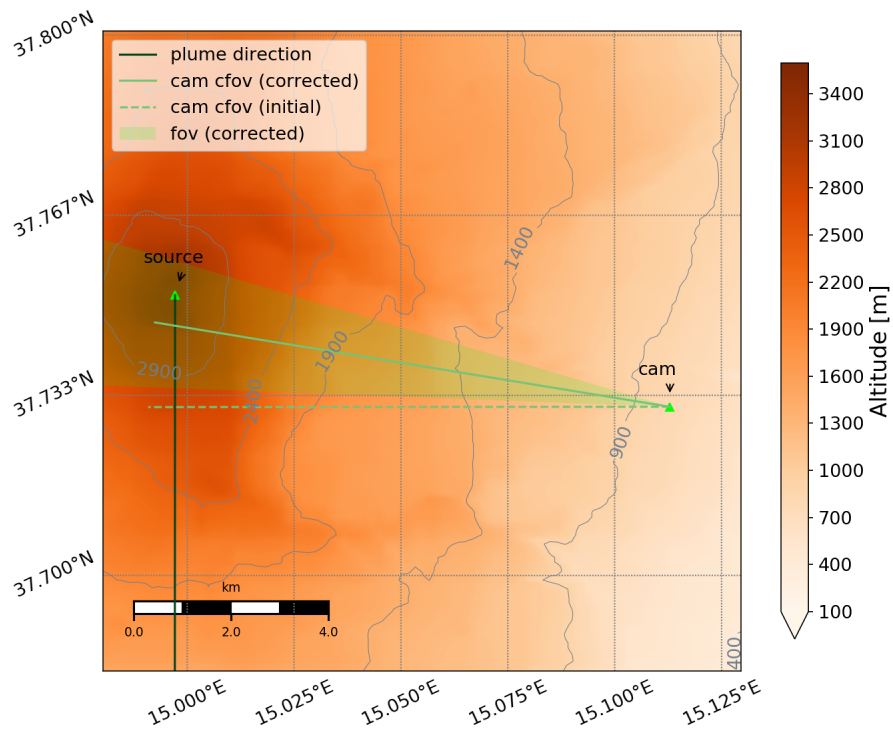 37.800°N
plume direction
cam cfov (corrected)
cam cfov (initial)
fov (corrected)
37.767°N
37.733°N
37.700°N
source
cam
1400
1900
2900
2400
900
400
km
0.0 2.0 4.0
15.000°E 15.025°E 15.050°E 15.075°E 15.100°E 15.125°E
3400
3100
2800
2500
2200
1900
1600
1300
1000
700
400
100
Altitude [m]